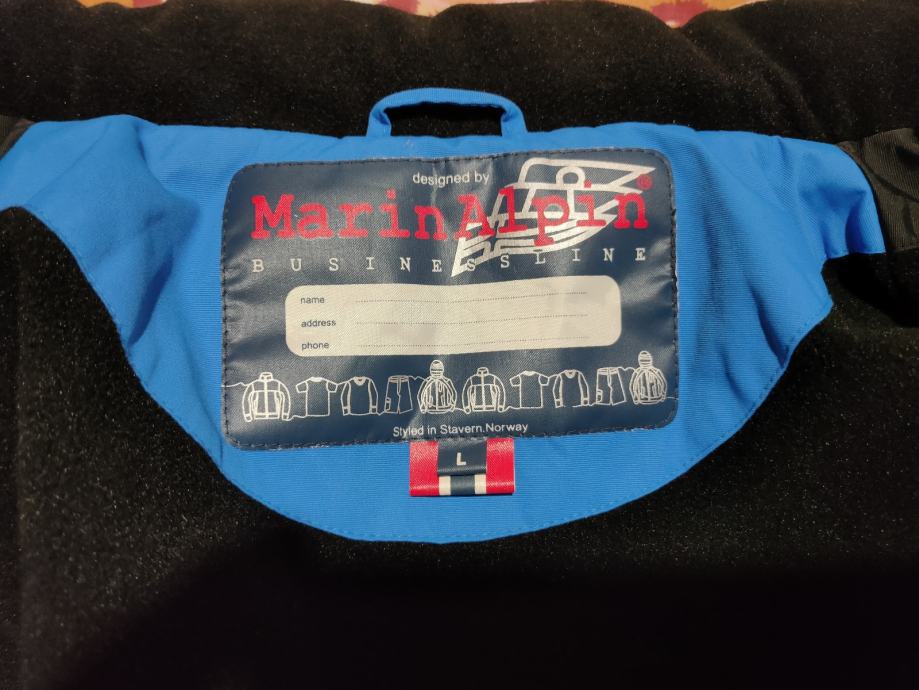 designed by
MarinAlpin®
BUSINESSLINE
name
address
phone
Styled in Stavern.Norway
L